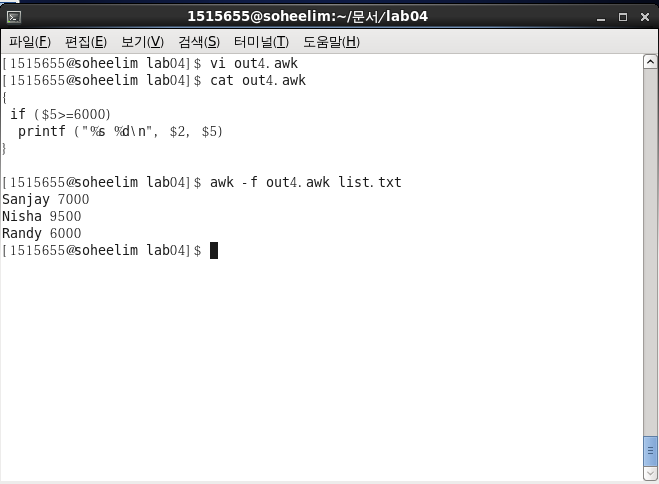 1515655@soheelim:~/문서/lab04
파일(F) 편집(E) 보기(V) 검색(S) 터미널(T) 도움말(H)
[1515655@soheelim lab04]$ vi out4.awk
[1515655@soheelim lab04]$ cat out4.awk
{
 if ($5>=6000)
  printf ("%s %d\n", $2, $5)
}

[1515655@soheelim lab04]$ awk -f out4.awk list.txt
Sanjay 7000
Nisha 9500
Randy 6000
[1515655@soheelim lab04]$